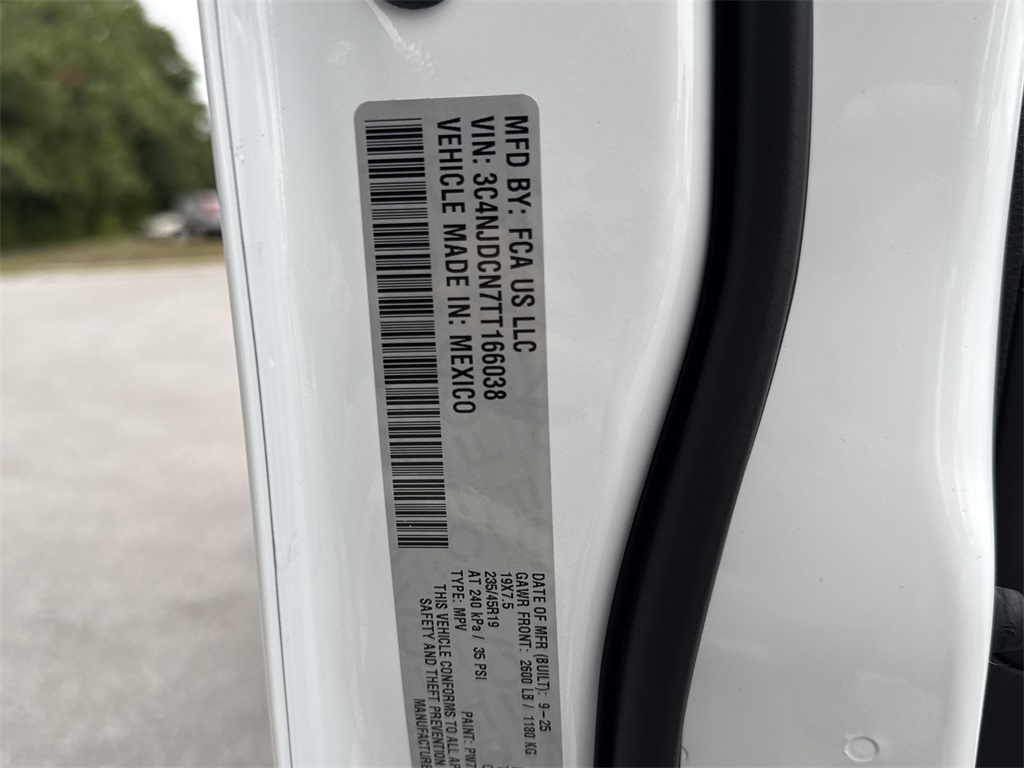 MFD BY: FCA US LLC
VIN: 3C4NJDCN7TT166038
VEHICLE MADE IN: MEXICO
DATE OF MFR (BUILT): 9-25
GAWR FRONT: 2600 LB / 1180 KG
19X7.5
235/45R19
AT 240 kPa / 35 PSI
TYPE: MPV PAINT: PW7
THIS VEHICLE CONFORMS TO ALL
SAFETY AND THEFT PREVENTION